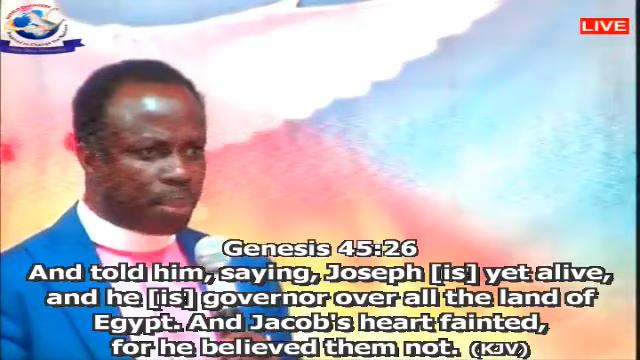 LIVE
Genesis 45:26
And told him, saying, Joseph [is] yet alive,
and he [is] governor over all the land of
Egypt. And Jacob's heart fainted,
for he believed them not. (KJV)